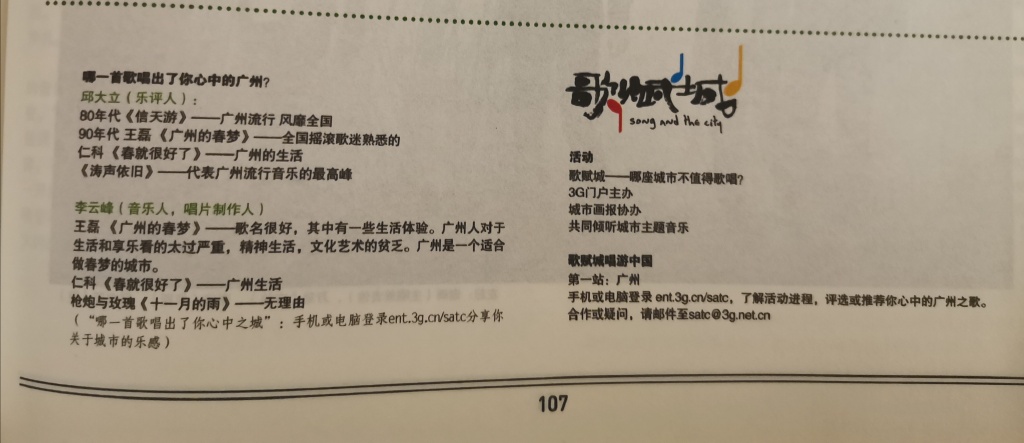 哪一首歌唱出了你心中的广州？
邱大立（乐评人）：
80年代《信天游》——广州流行 风靡全国
90年代 王磊 《广州的春梦》——全国摇滚歌迷熟悉的
仁科《春就很好了》——广州的生活
《涛声依旧》——代表广州流行音乐的最高峰
李云峰（音乐人，唱片制作人）
王磊 《广州的春梦》——歌名很好，其中有一些生活体验。广州人对于
生活和享乐看的太过严重，精神生活，文化艺术的贫乏。广州是一个适合
做春梦的城市。
仁科《春就很好了》——广州生活
枪炮与玫瑰《十一月的雨》——无理由
（“哪一首歌唱出了你心中之城”：手机或电脑登录ent.3g.cn/satc分享你
关于城市的乐感）
song and the city
活动
歌赋城——哪座城市不值得歌唱？
3G门户主办
城市画报协办
共同倾听城市主题音乐
歌赋城唱游中国
第一站：广州
手机或电脑登录 ent.3g.cn/satc，了解活动进程，评选或推荐你心中的广州之歌。
合作或疑问，请邮件至satc@3g.net.cn
107